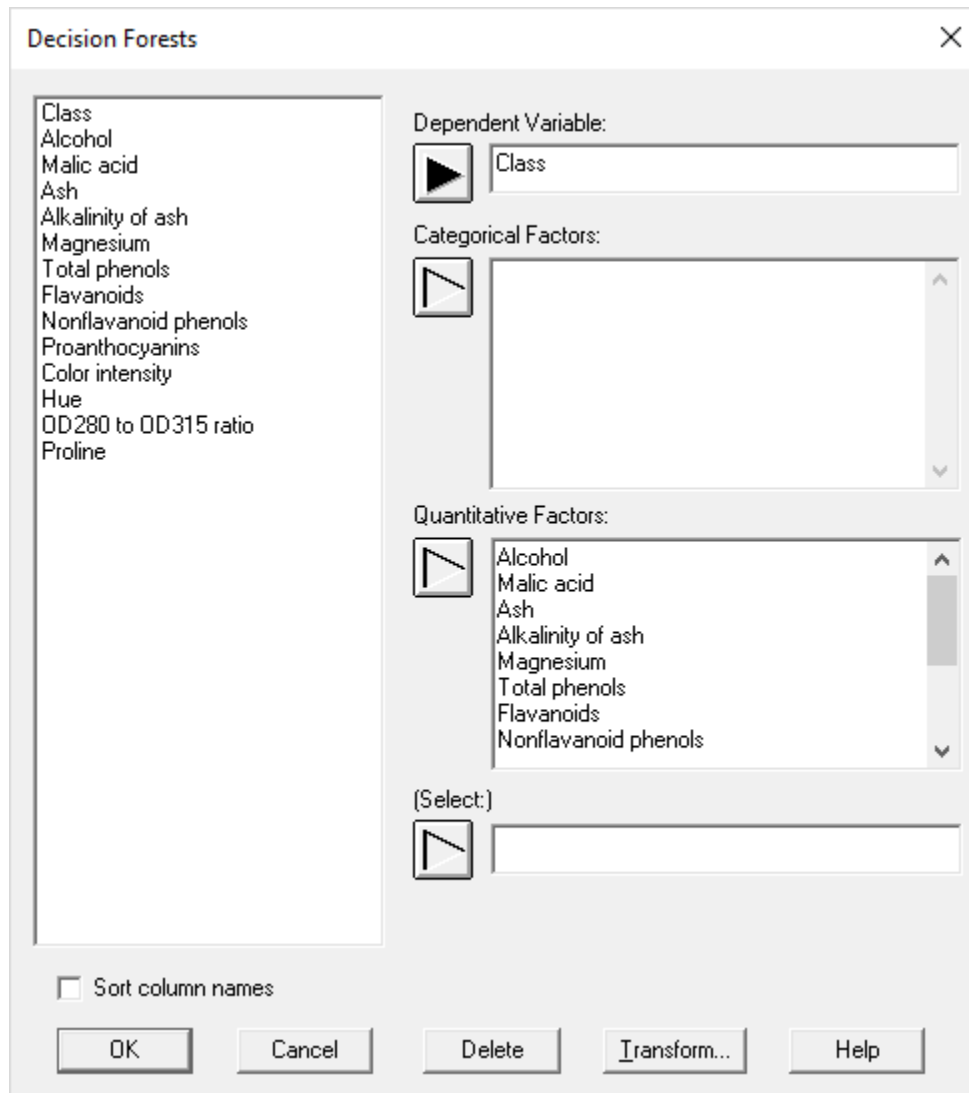 Decision Forests
Class
Alcohol
Malic acid
Ash
Alkalinity of ash
Magnesium
Total phenols
Flavanoids
Nonflavanoid phenols
Proanthocyanins
Color intensity
Hue
OD280 to OD315 ratio
Proline
Dependent Variable:
Class
Categorical Factors:
Quantitative Factors:
Alcohol
Malic acid
Ash
Alkalinity of ash
Magnesium
Total phenols
Flavanoids
Nonflavanoid phenols
(Select:)
Sort column names
OK Cancel Delete Transform... Help